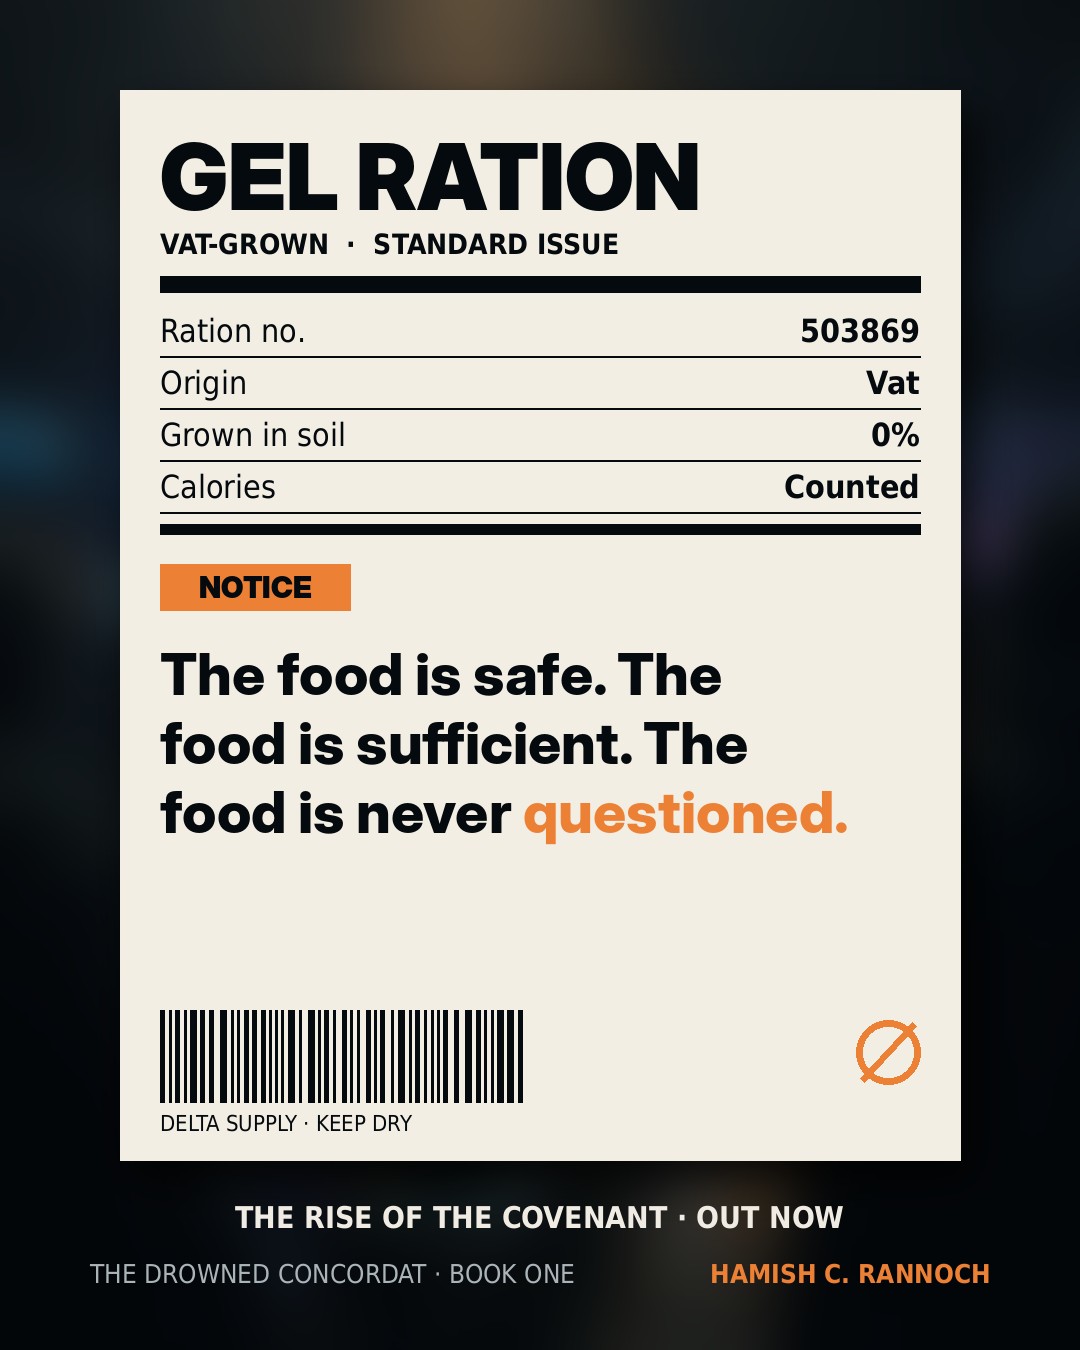 GEL RATION
VAT-GROWN · STANDARD ISSUE
Ration no. 503869
Origin Vat
Grown in soil 0%
Calories Counted
NOTICE
The food is safe. The
food is sufficient. The
food is never questioned.
DELTA SUPPLY · KEEP DRY
THE RISE OF THE COVENANT · OUT NOW
THE DROWNED CONCORDAT · BOOK ONE
HAMISH C. RANNOCH